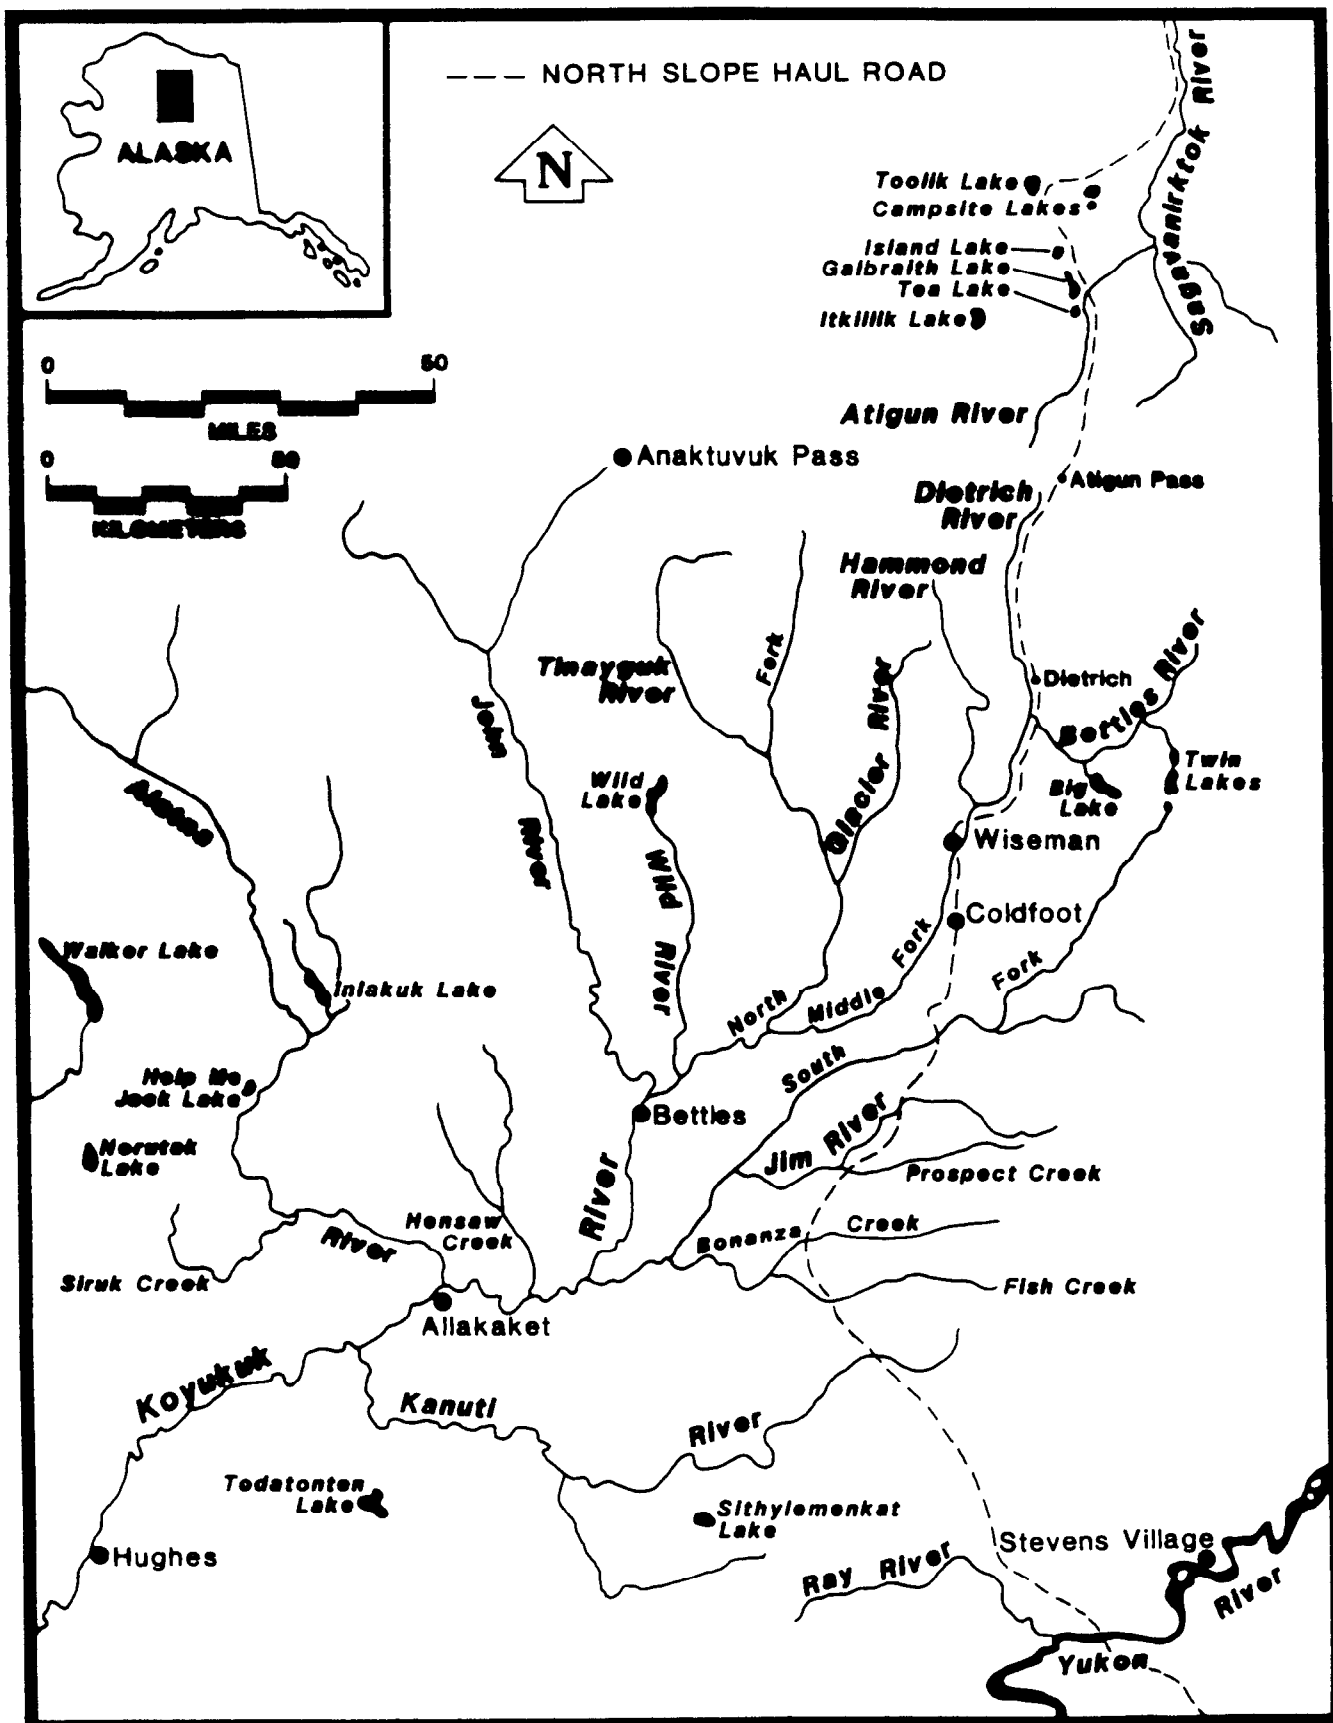 NORTH SLOPE HAUL ROAD
ALASKA
N
Sagavanirktok River
Toolik Lake
Campsite Lakes
Island Lake
Galbraith Lake
Tea Lake
Itkillik Lake
0 50
MILES
0 50
KILOMETERS
Atigun River
Anaktuvuk Pass
Atigun Pass
Dietrich
River
Hammond
River
Tinayguk
River
Fork
Glacier River
Dietrich
Bettles River
John River
Wild
Lake
Twin
Lakes
Big
Lake
Alatna
Wild River
Wiseman
Coldfoot
Walker Lake
Iniakuk Lake
Fork
Fork
North
Middle
South
Help Me
Jack Lake
Bettles
Jim River
Norutak
Lake
Prospect Creek
River
Henshaw
Creek
River
Bonanza Creek
Siruk Creek
Fish Creek
Allakaket
Koyukuk
Kanuti
River
Todatonten
Lake
Sithylemenkat
Lake
Hughes
Stevens Village
Ray River
River
Yukon